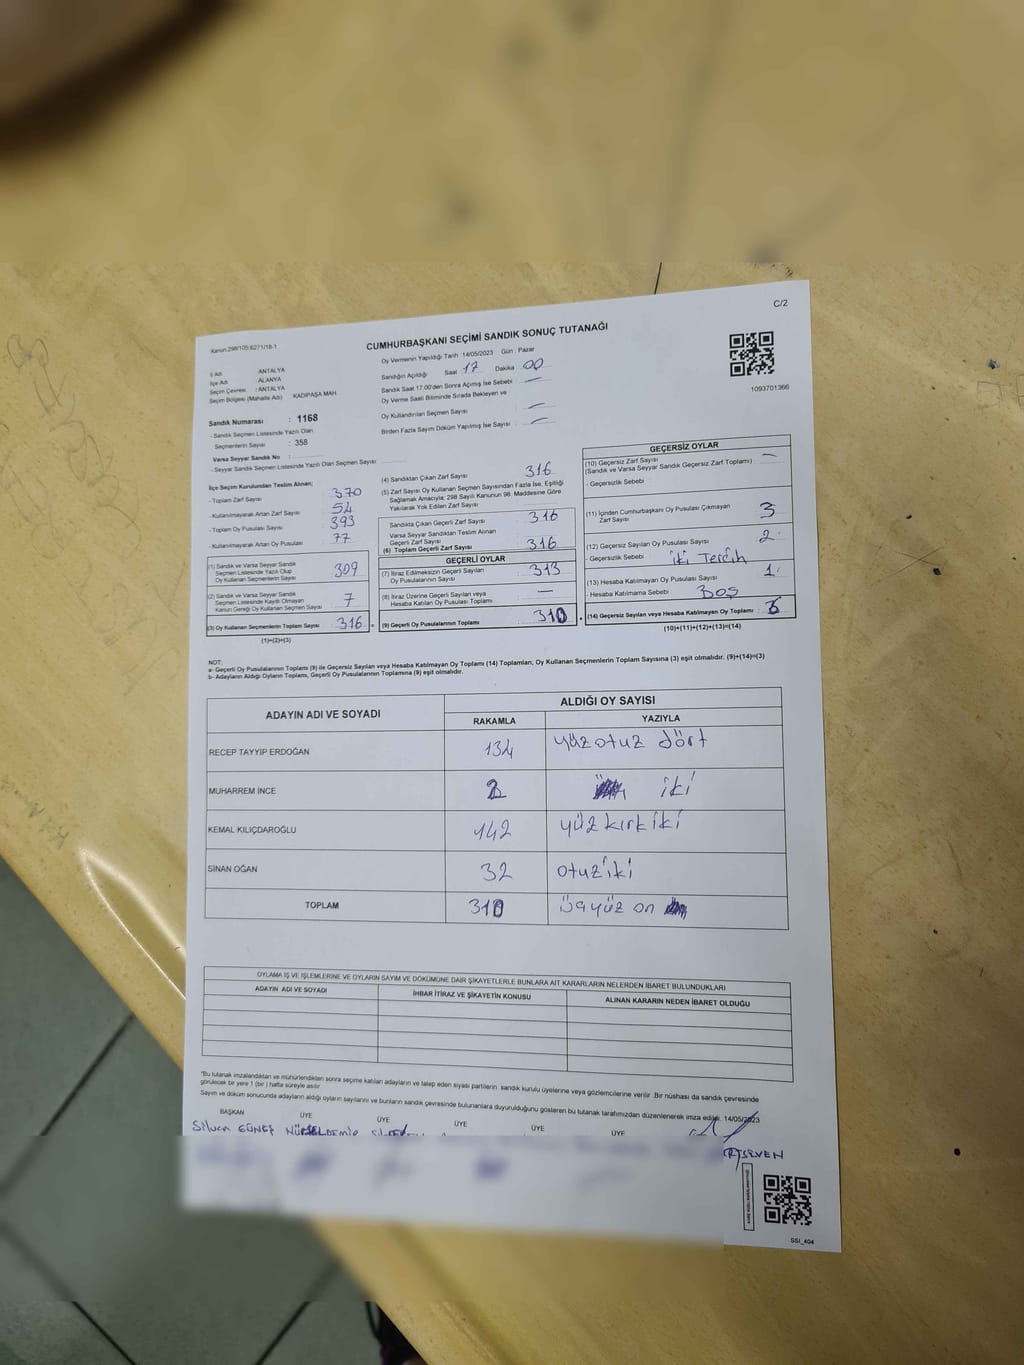 C/2
Kanun:298/105;6271/18-1
CUMHURBAŞKANI SEÇİMİ SANDIK SONUÇ TUTANAĞI
Oy Vermenin Yapıldığı Tarih :14/05/2023 Gün : Pazar
İl Adı : ANTALYA
İlçe Adı : ALANYA
Seçim Çevresi : ANTALYA
Seçim Bölgesi (Mahalle Adı) KADIPAŞA MAH
Sandığın Açıldığı Saat 17 Dakika 00
Sandık Saat 17.00'den Sonra Açılmış İse Sebebi
Oy Verme Saati Bitiminde Sırada Bekleyen ve
Oy Kullandırılan Seçmen Sayısı
Birden Fazla Sayım Döküm Yapılmış İse Sayısı
1093701366
Sandık Numarası : 1168
- Sandık Seçmen Listesinde Yazılı Olan
Seçmenlerin Sayısı : 358
Varsa Seyyar Sandık No :
- Seyyar Sandık Seçmen Listesinde Yazılı Olan Seçmen Sayısı
İlçe Seçim Kurulundan Teslim Alınan;
- Toplam Zarf Sayısı 370
- Kullanılmayarak Artan Zarf Sayısı 54
- Toplam Oy Pusulası Sayısı 393
- Kullanılmayarak Artan Oy Pusulası 77
(1) Sandık ve Varsa Seyyar Sandık
Seçmen Listesinde Yazılı Olup
Oy Kullanan Seçmenlerin Sayısı 309
(2) Sandık ve Varsa Seyyar Sandık
Seçmen Listesinde Kayıtlı Olmayan
Kanun Gereği Oy Kullanan Seçmen Sayısı 7
(3) Oy Kullanan Seçmenlerin Toplam Sayısı 316 =
(1)+(2)=(3)
(4) Sandıktan Çıkan Zarf Sayısı 316
(5) Zarf Sayısı Oy Kullanan Seçmen Sayısından Fazla İse, Eşitliği
Sağlamak Amacıyla; 298 Sayılı Kanunun 98. Maddesine Göre
Yakılarak Yok Edilen Zarf Sayısı
Sandıkta Çıkan Geçerli Zarf Sayısı 316
Varsa Seyyar Sandıktan Teslim Alınan
Geçerli Zarf Sayısı
(6) Toplam Geçerli Zarf Sayısı 316
GEÇERLİ OYLAR
(7) İtiraz Edilmeksizin Geçerli Sayılan
Oy Pusulasının Sayısı 313
(8) İtiraz Üzerine Geçerli Sayılan veya
Hesaba Katılan Oy Pusulası Toplamı —
(9) Geçerli Oy Pusulalarının Toplamı 310 +
GEÇERSİZ OYLAR
(10) Geçersiz Zarf Sayısı
(Sandık ve Varsa Seyyar Sandık Geçersiz Zarf Toplamı) —
- Geçersizlik Sebebi
(11) İçinden Cumhurbaşkanı Oy Pusulası Çıkmayan
Zarf Sayısı 3
(12) Geçersiz Sayılan Oy Pusulası Sayısı 2
- Geçersizlik Sebebi iki Tercih
(13) Hesaba Katılmayan Oy Pusulası Sayısı 1
- Hesaba Katılmama Sebebi Boş
(14) Geçersiz Sayılan veya Hesaba Katılmayan Oy Toplamı
(10)+(11)+(12)+(13)=(14)
NOT:
a- Geçerli Oy Pusulalarının Toplamı (9) ile Geçersiz Sayılan veya Hesaba Katılmayan Oy Toplamı (14) Toplamları, Oy Kullanan Seçmenlerin Toplam Sayısına (3) eşit olmalıdır. (9)+(14)=(3)
b- Adayların Aldığı Oyların Toplamı, Geçerli Oy Pusulalarının Toplamına (9) eşit olmalıdır.
ADAYIN ADI VE SOYADI ALDIĞI OY SAYISI
RAKAMLA YAZIYLA
RECEP TAYYİP ERDOĞAN 134 yüz otuz dört
MUHARREM İNCE 2 iki
KEMAL KILIÇDAROĞLU 142 yüz kırk iki
SİNAN OĞAN 32 otuz iki
TOPLAM 310 üçyüz on
OYLAMA İŞ VE İŞLEMLERİNE VE OYLARIN SAYIM VE DÖKÜMÜNE DAİR ŞİKAYETLERLE BUNLARA AİT KARARLARIN NELERDEN İBARET BULUNDUKLARI
ADAYIN ADI VE SOYADI İHBAR İTİRAZ VE ŞİKAYETİN KONUSU ALINAN KARARIN NEDEN İBARET OLDUĞU
"Bu tutanak imzalandıktan ve mühürlendikten sonra seçime katılan adayların ve talep eden siyasi partilerin sandık kurulu üyelerine veya gözlemcilerine verilir. Bir nüshası da sandık çevresinde
görülecek bir yere 1 (bir) hafta süreyle asılır
Sayım ve döküm sonucunda adayların aldığı oyların sayılarını ve bunların sandık çevresinde bulunanlara duyurulduğunu gösteren bu tutanak tarafımızdan düzenlenerek imza edildi. 14/05/2023
BAŞKAN ÜYE ÜYE ÜYE ÜYE ÜYE
Silvan GÜNEŞ
SSI_404